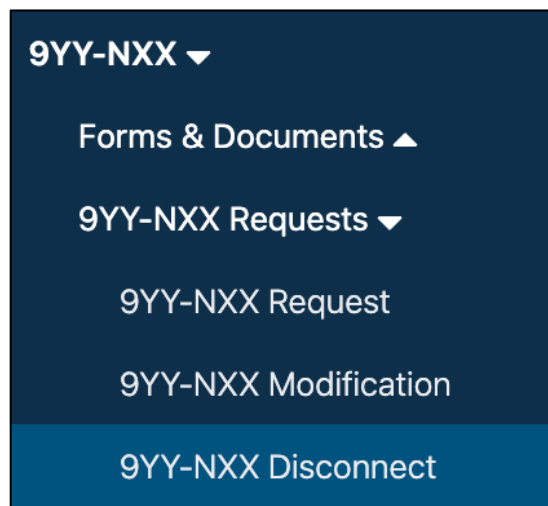 9YY-NXX
Forms & Documents
9YY-NXX Requests
9YY-NXX Request
9YY-NXX Modification
9YY-NXX Disconnect